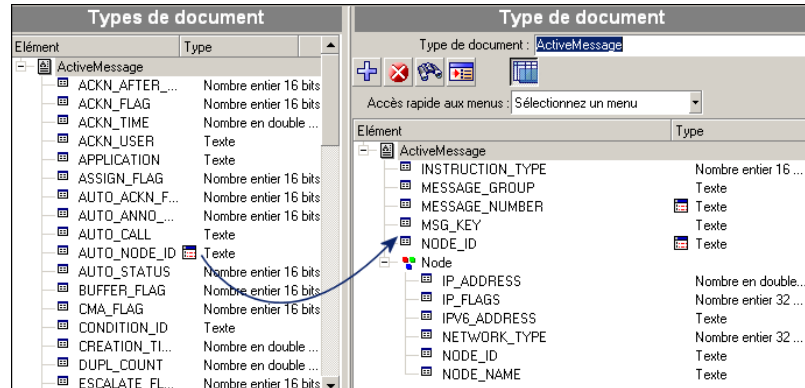 Types de document
Elément Type
ActiveMessage
ACKN_AFTER_... Nombre entier 16 bits
ACKN_FLAG Nombre entier 16 bits
ACKN_TIME Nombre en double ...
ACKN_USER Texte
APPLICATION Texte
ASSIGN_FLAG Nombre entier 16 bits
AUTO_ACKN_F... Nombre entier 16 bits
AUTO_ANNO_... Nombre entier 16 bits
AUTO_CALL Texte
AUTO_NODE_ID Texte
AUTO_STATUS Nombre entier 16 bits
BUFFER_FLAG Nombre entier 16 bits
CMA_FLAG Nombre entier 16 bits
CONDITION_ID Texte
CREATION_TI... Nombre en double ...
DUPL_COUNT Nombre en double ...
ESCALATE_FL... Nombre entier 16 bits
Type de document
Type de document : ActiveMessage
Accès rapide aux menus : Sélectionnez un menu
Elément Type
ActiveMessage
INSTRUCTION_TYPE Nombre entier 16 ...
MESSAGE_GROUP Texte
MESSAGE_NUMBER Texte
MSG_KEY Texte
NODE_ID Texte
Node
IP_ADDRESS Nombre en double...
IP_FLAGS Nombre entier 32 ...
IPV6_ADDRESS Texte
NETWORK_TYPE Nombre entier 32 ...
NODE_ID Texte
NODE_NAME Texte